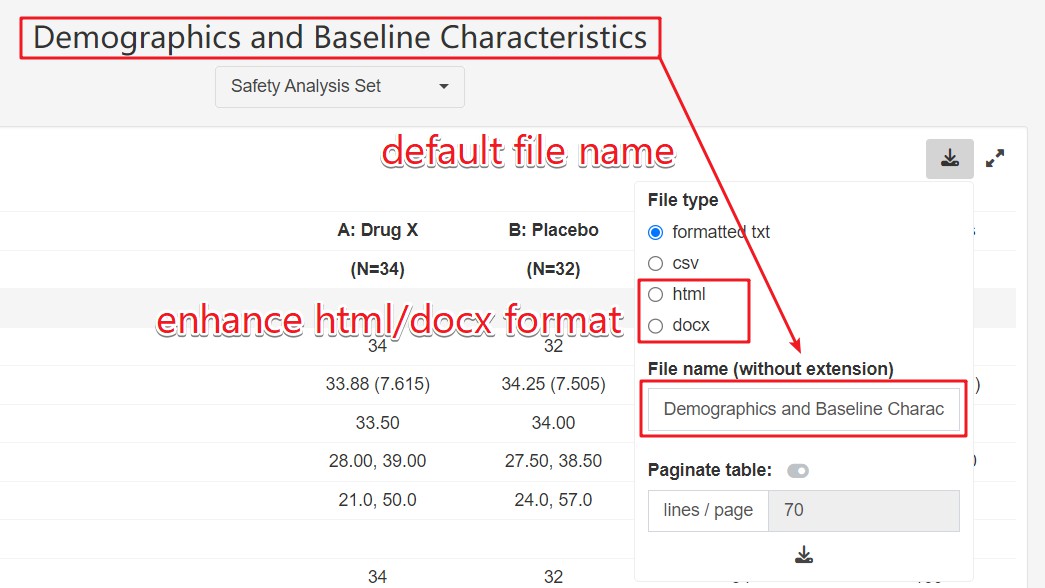 Demographics and Baseline Characteristics
Safety Analysis Set
default file name
File type
A: Drug X B: Placebo
formatted txt
(N=34) (N=32)
csv
html
enhance html/docx format
docx
34 32
File name (without extension)
33.88 (7.615) 34.25 (7.505)
Demographics and Baseline Charac
33.50 34.00
28.00, 39.00 27.50, 38.50
Paginate table:
21.0, 50.0 24.0, 57.0
lines / page 70
34 32